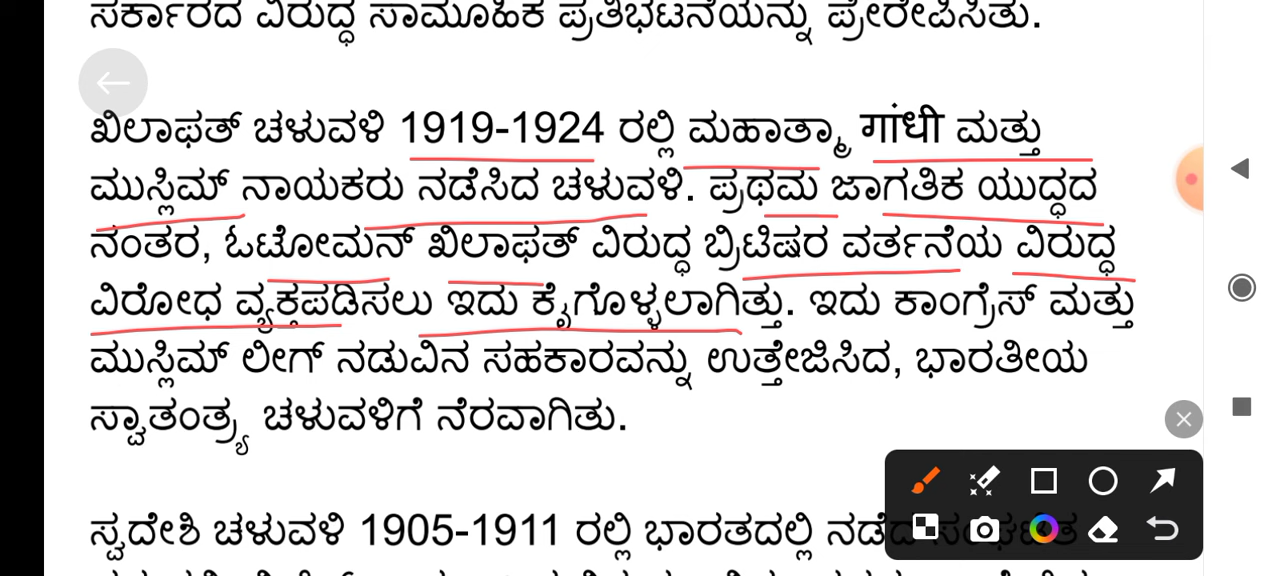 ಸರ್ಕಾರದ ವಿರುದ್ಧ ಸಾಮೂಹಿಕ ಪ್ರತಿಭಟನೆಯನ್ನು ಪ್ರೇರೇಪಿಸಿತು.
ಖಿಲಾಫತ್ ಚಳುವಳಿ 1919-1924 ರಲ್ಲಿ ಮಹಾತ್ಮಾ गांधी ಮತ್ತು
ಮುಸ್ಲಿಮ್ ನಾಯಕರು ನಡೆಸಿದ ಚಳುವಳಿ. ಪ್ರಥಮ ಜಾಗತಿಕ ಯುದ್ಧದ
ನಂತರ, ಓಟೋಮನ್ ಖಿಲಾಫತ್ ವಿರುದ್ಧ ಬ್ರಿಟಿಷರ ವರ್ತನೆಯ ವಿರುದ್ಧ
ವಿರೋಧ ವ್ಯಕ್ತಪಡಿಸಲು ಇದು ಕೈಗೊಳ್ಳಲಾಗಿತ್ತು. ಇದು ಕಾಂಗ್ರೆಸ್ ಮತ್ತು
ಮುಸ್ಲಿಮ್ ಲೀಗ್ ನಡುವಿನ ಸಹಕಾರವನ್ನು ಉತ್ತೇಜಿಸಿದ, ಭಾರತೀಯ
ಸ್ವಾತಂತ್ರ್ಯ ಚಳುವಳಿಗೆ ನೆರವಾಗಿತು.
ಸ್ವದೇಶಿ ಚಳುವಳಿ 1905-1911 ರಲ್ಲಿ ಭಾರತದಲ್ಲಿ ನಡೆದ ಸಂಘಟಿತ